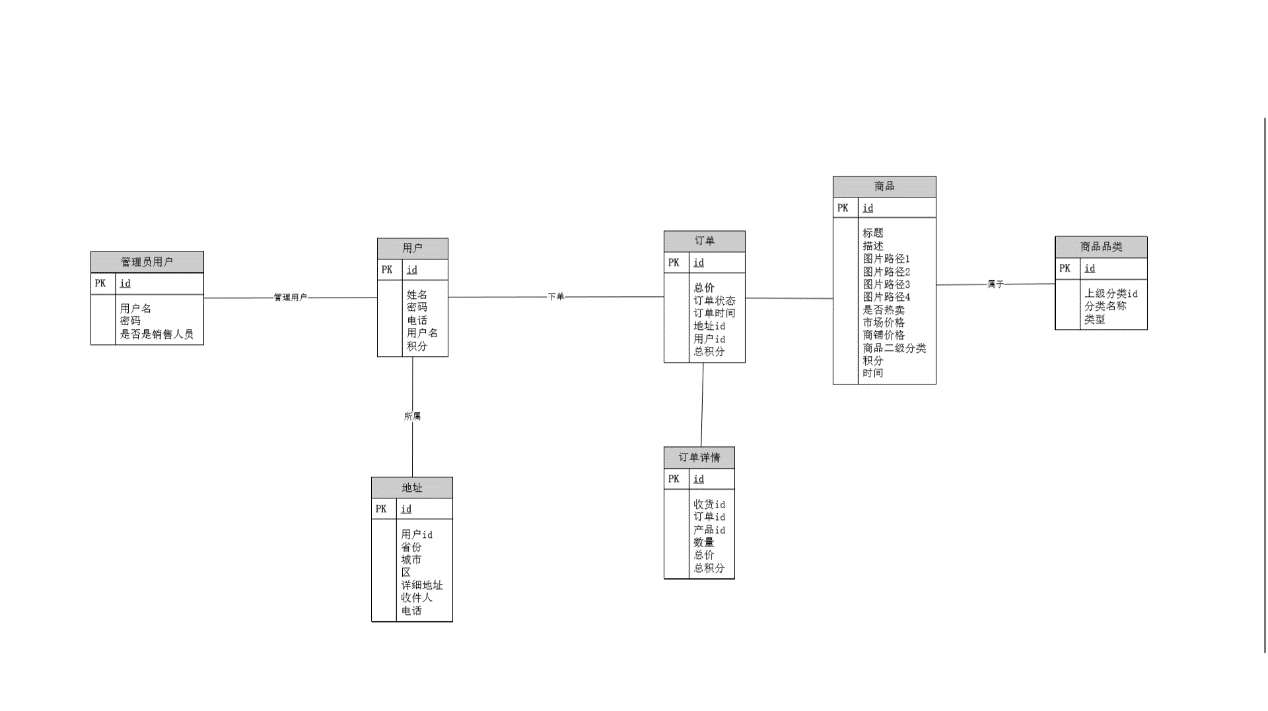 管理员用户
PK id
用户名
密码
是否是销售人员
管理用户
用户
PK id
姓名
密码
电话
用户名
积分
所属
地址
PK id
用户id
省份
城市
区
详细地址
收件人
电话
下单
订单
PK id
总价
订单状态
订单时间
地址id
用户id
总积分
订单详情
PK id
收货id
订单id
产品id
数量
总价
总积分
商品
PK id
标题
描述
图片路径1
图片路径2
图片路径3
图片路径4
是否热卖
市场价格
商铺价格
商品二级分类
积分
时间
属于
商品品类
PK id
上级分类id
分类名称
类型